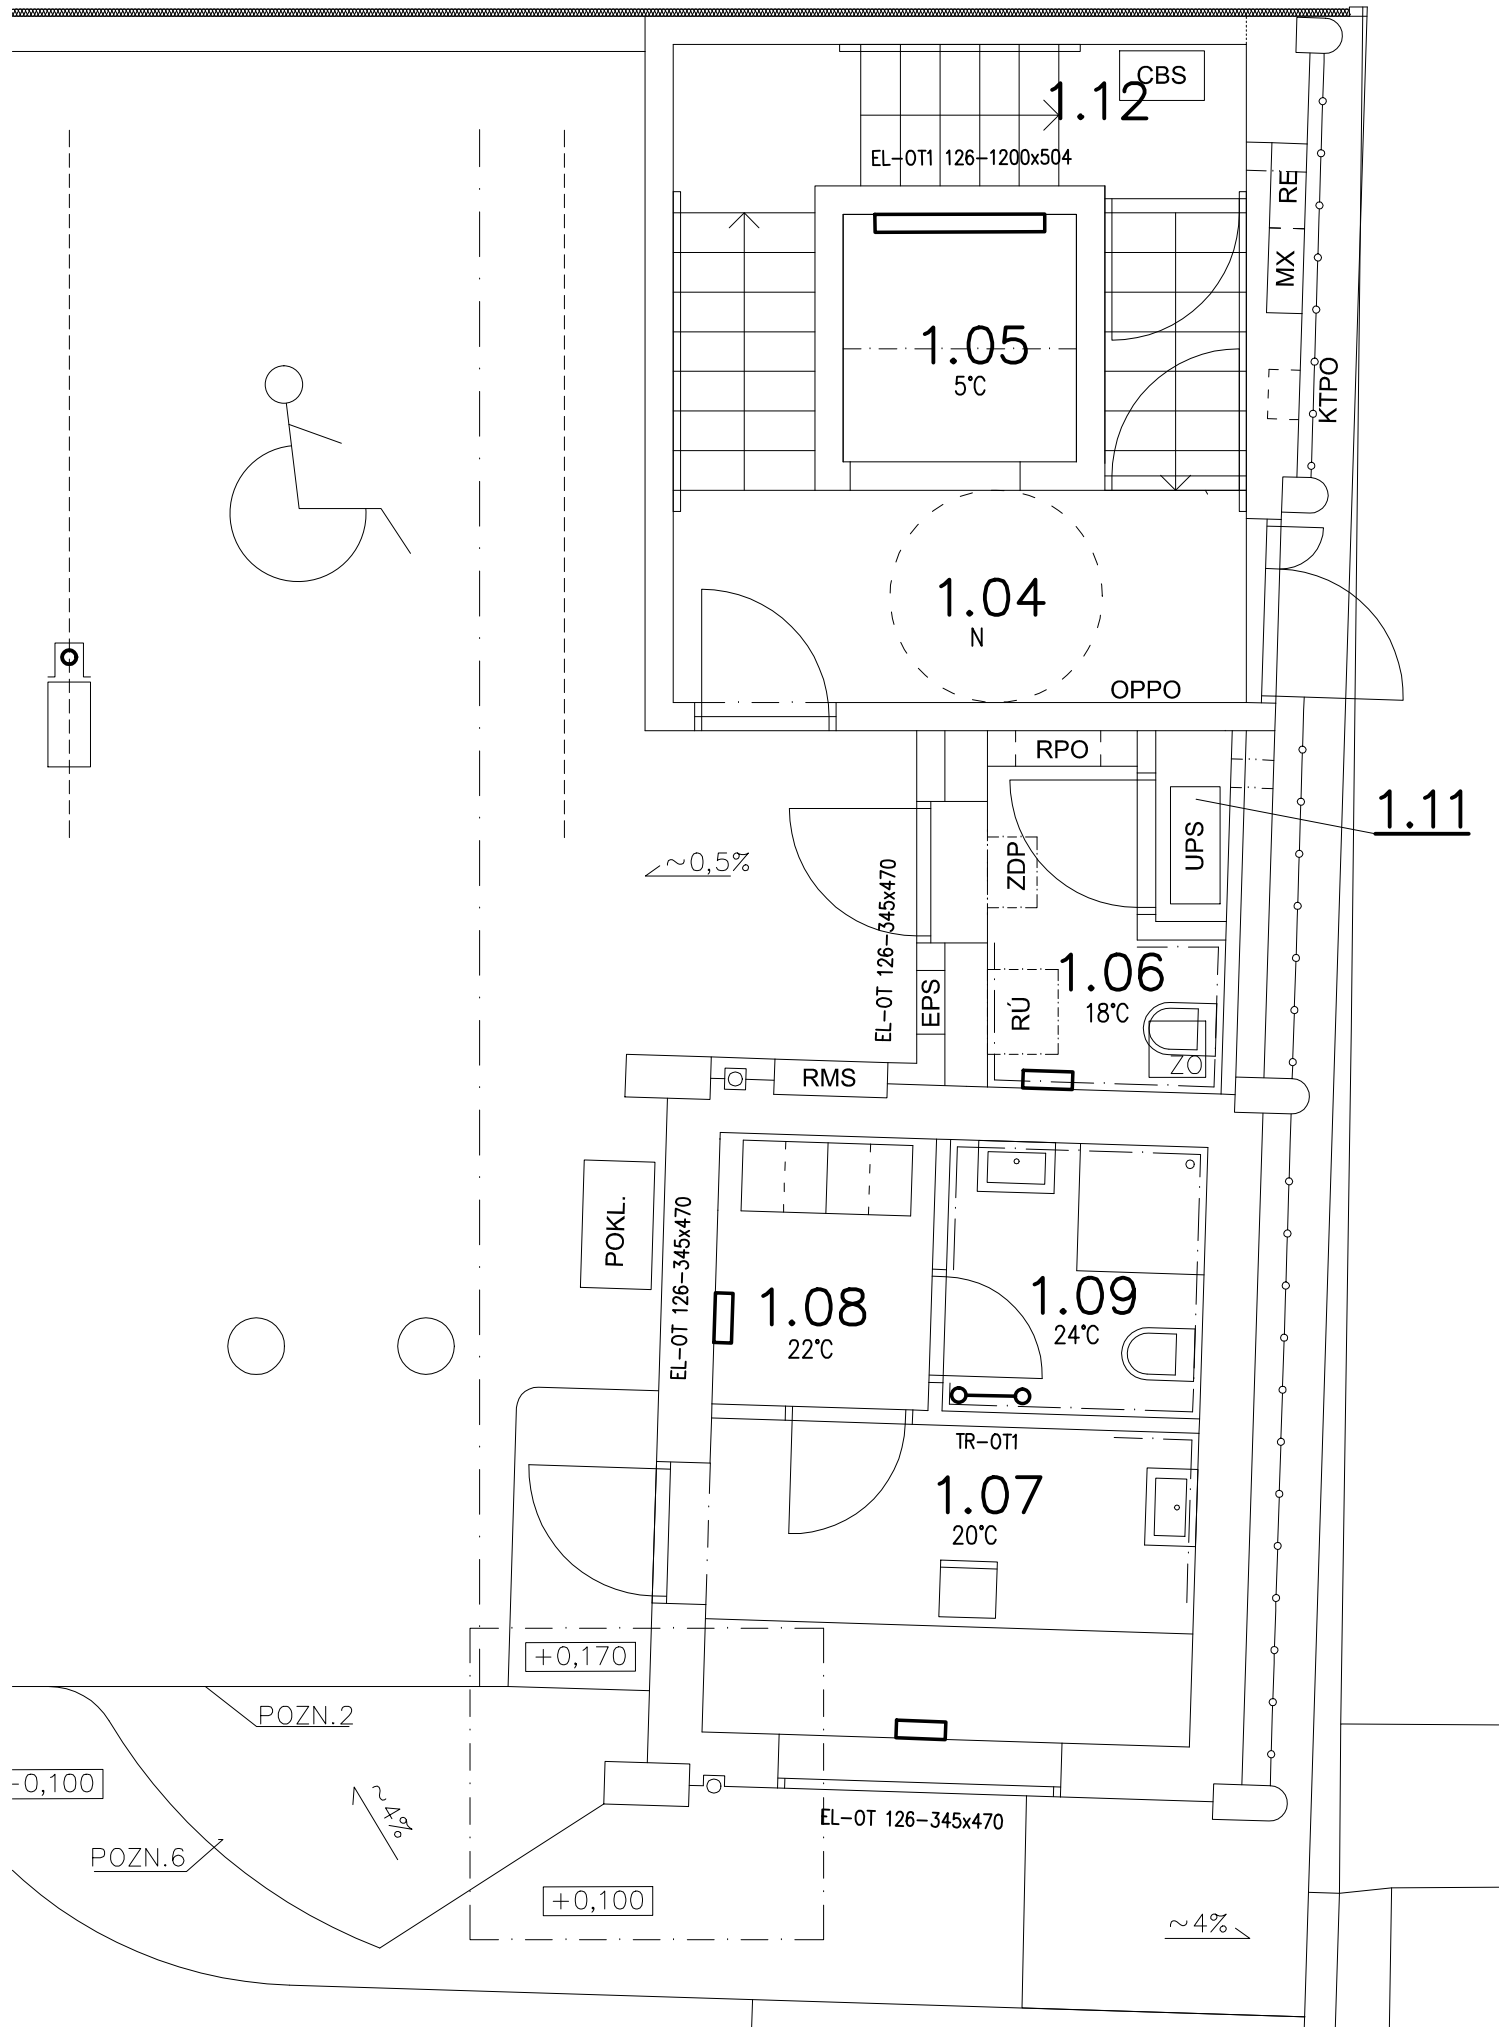 CBS
1.12
EL-OT1 126-1200x504
RE
MX
1.05
5°C
KTPO
1.04
N
OPPO
RPO
1.11
UPS
ZDP
~0,5%
EL-OT 126-345x470
1.06
18°C
EPS
RÚ
ZO
RMS
POKL.
EL-OT 126-345x470
1.08
22°C
1.09
24°C
TR-OT1
1.07
20°C
+0,170
POZN.2
-0,100
~4%
EL-OT 126-345x470
POZN.6
+0,100
~4%